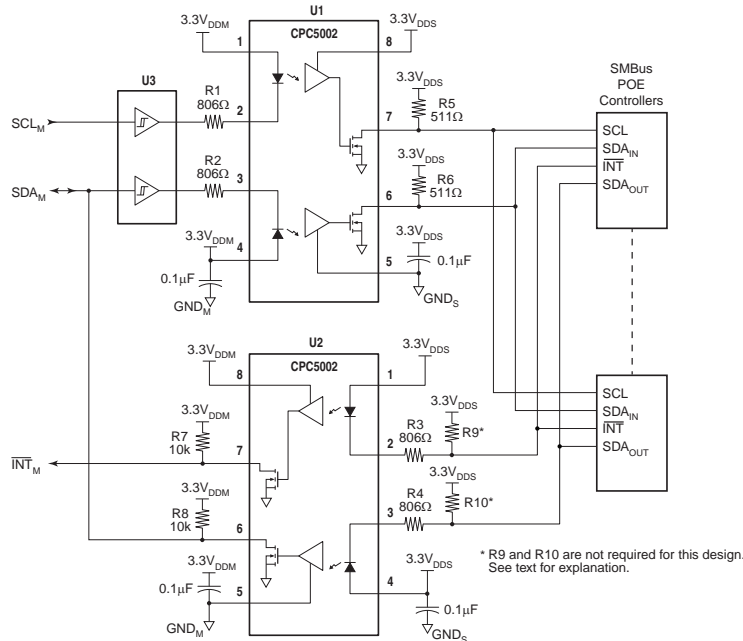 U1
CPC5002
3.3V_DDM
1
8
3.3V_DDS
U3
R1
806Ω
2
SCL_M
3.3V_DDS
7
R5
511Ω
SMBus
POE
Controllers
SCL
SDA_IN
INT
SDA_OUT
R2
806Ω
3
SDA_M
3.3V_DDS
6
R6
511Ω
3.3V_DDM
4
0.1µF
GND_M
3.3V_DDS
5
0.1µF
GND_S
U2
CPC5002
3.3V_DDM
8
1
3.3V_DDS
SCL
SDA_IN
INT
SDA_OUT
3.3V_DDM
R7
10k
7
INT_M
2
R3
806Ω
3.3V_DDS
R9*
3.3V_DDM
R8
10k
6
3
R4
806Ω
3.3V_DDS
R10*
3.3V_DDM
0.1µF
5
GND_M
4
3.3V_DDS
0.1µF
GND_S
* R9 and R10 are not required for this design.
See text for explanation.